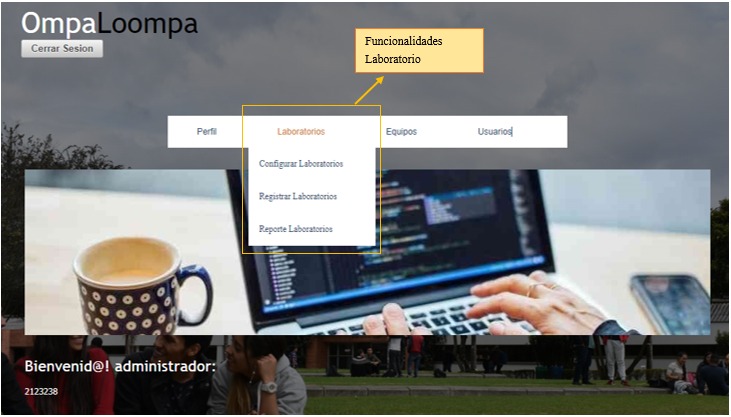 OmpaLoompa
Cerrar Sesion
Funcionalidades
Laboratorio
Perfil Laboratorios Equipos Usuarios
Configurar Laboratorios
Registrar Laboratorios
Reporte Laboratorios
Bienvenid@! administrador:
2123238